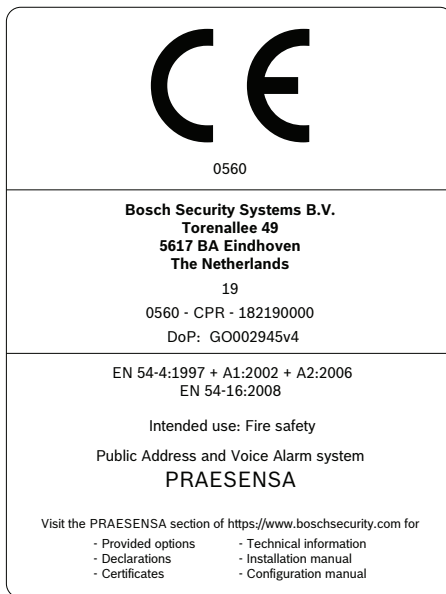 CE
0560
Bosch Security Systems B.V.
Torenallee 49
5617 BA Eindhoven
The Netherlands
19
0560 - CPR - 182190000
DoP: GO002945v4
EN 54-4:1997 + A1:2002 + A2:2006
EN 54-16:2008
Intended use: Fire safety
Public Address and Voice Alarm system
PRAESENSA
Visit the PRAESENSA section of https://www.boschsecurity.com for
- Provided options
- Declarations
- Certificates
- Technical information
- Installation manual
- Configuration manual